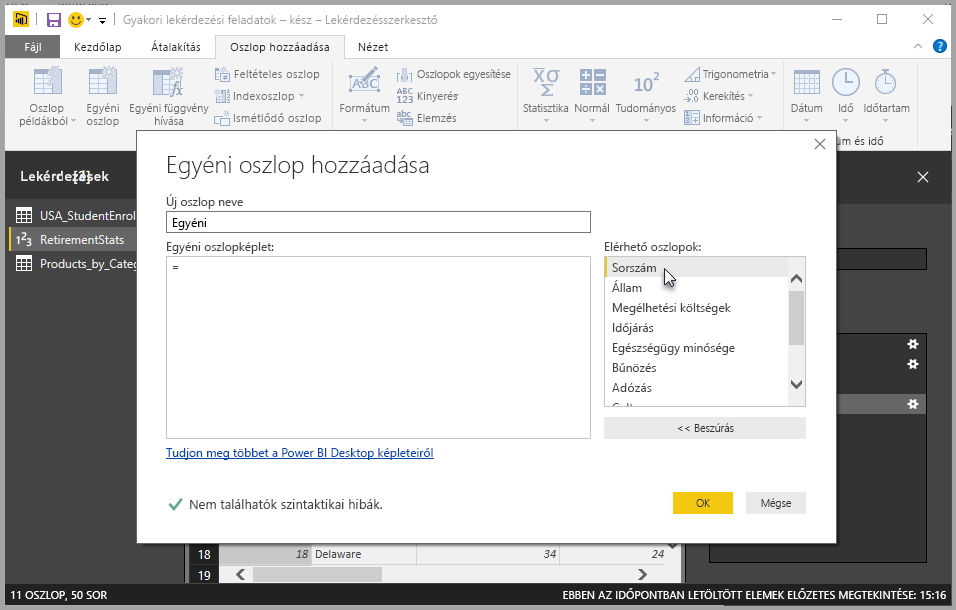 Gyakori lekérdezési feladatok – kész – Lekérdezésszerkesztő
Fájl Kezdőlap Átalakítás Oszlop hozzáadása Nézet
Oszlop példákból
Egyéni oszlop
Egyéni függvény hívása
Feltételes oszlop
Indexoszlop
Ismétlődő oszlop
Formátum
Oszlopok egyesítése
Kinyerés
Elemzés
Statisztika
Normál
Tudományos
Trigonometria
Kerekítés
Információ
Dátum
Idő
Időtartam
üm és idő
Lekérdezések
USA_StudentEnrol
RetirementStats
Products_by_Categ
Egyéni oszlop hozzáadása
Új oszlop neve
Egyéni
Egyéni oszlopképlet:
=
Elérhető oszlopok:
Sorszám
Állam
Megélhetési költségek
Időjárás
Egészségügy minősége
Bűnözés
Adózás
<< Beszúrás
Tudjon meg többet a Power BI Desktop képleteiről
Nem találhatók szintaktikai hibák.
OK Mégse
18 18 Delaware 34 24
19
11 OSZLOP, 50 SOR
EBBEN AZ IDŐPONTBAN LETÖLTÖTT ELEMEK ELŐZETES MEGTEKINTÉSE: 15:16